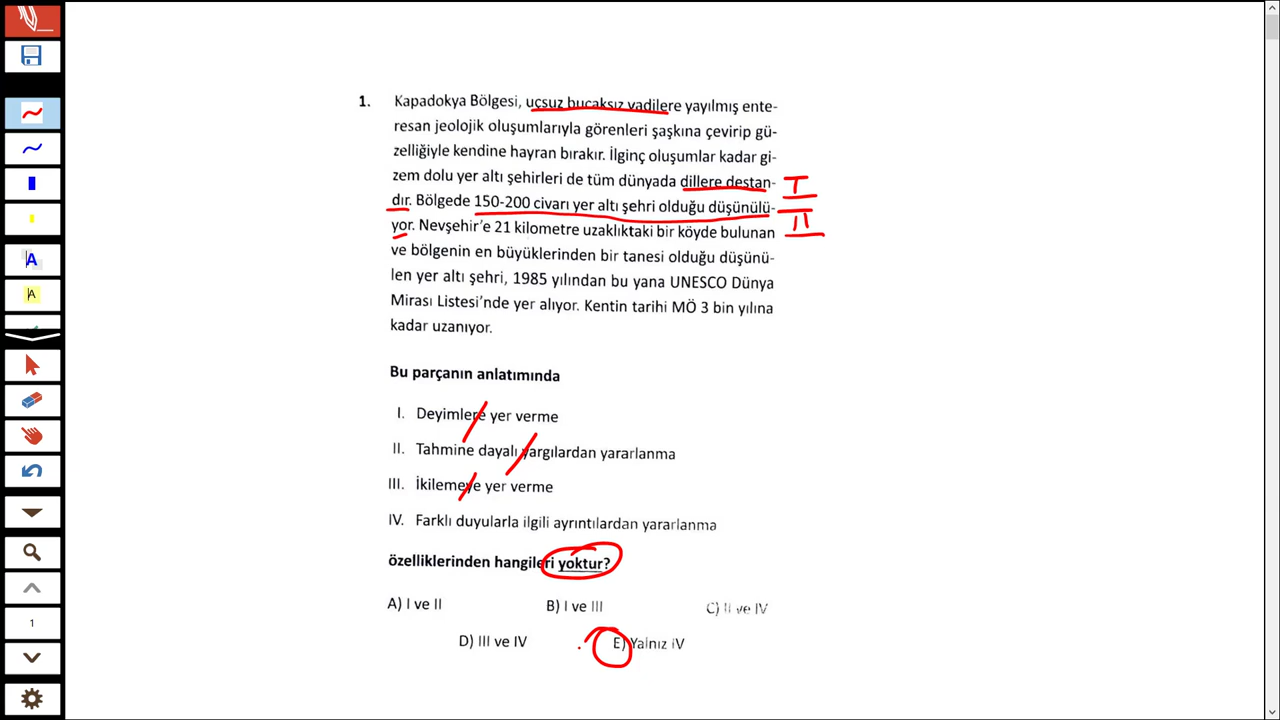 1. Kapadokya Bölgesi, uçsuz bucaksız vadilere yayılmış ente-
resan jeolojik oluşumlarıyla görenleri şaşkına çevirip gü-
zelliğiyle kendine hayran bırakır. İlginç oluşumlar kadar gi-
zem dolu yer altı şehirleri de tüm dünyada dillere destan- I
dır. Bölgede 150-200 civarı yer altı şehri olduğu düşünülü- II
yor. Nevşehir'e 21 kilometre uzaklıktaki bir köyde bulunan
ve bölgenin en büyüklerinden bir tanesi olduğu düşünü-
len yer altı şehri, 1985 yılından bu yana UNESCO Dünya
Mirası Listesi'nde yer alıyor. Kentin tarihi MÖ 3 bin yılına
kadar uzanıyor.
Bu parçanın anlatımında
I. Deyimlere yer verme
II. Tahmine dayalı yargılardan yararlanma
III. İkilemeye yer verme
IV. Farklı duyularla ilgili ayrıntılardan yararlanma
özelliklerinden hangileri yoktur?
A) I ve II B) I ve III C) II ve IV
D) III ve IV E) Yalnız IV
A
A
1